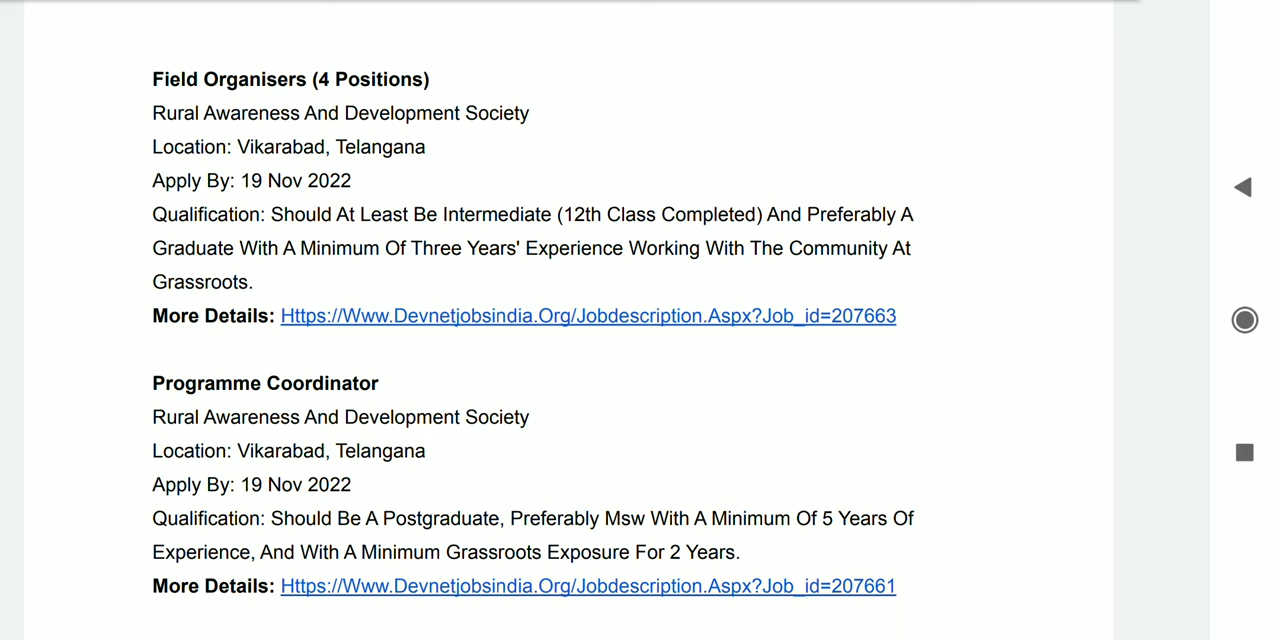 Field Organisers (4 Positions)
Rural Awareness And Development Society
Location: Vikarabad, Telangana
Apply By: 19 Nov 2022
Qualification: Should At Least Be Intermediate (12th Class Completed) And Preferably A
Graduate With A Minimum Of Three Years' Experience Working With The Community At
Grassroots.
More Details: Https://Www.Devnetjobsindia.Org/Jobdescription.Aspx?Job_id=207663
Programme Coordinator
Rural Awareness And Development Society
Location: Vikarabad, Telangana
Apply By: 19 Nov 2022
Qualification: Should Be A Postgraduate, Preferably Msw With A Minimum Of 5 Years Of
Experience, And With A Minimum Grassroots Exposure For 2 Years.
More Details: Https://Www.Devnetjobsindia.Org/Jobdescription.Aspx?Job_id=207661